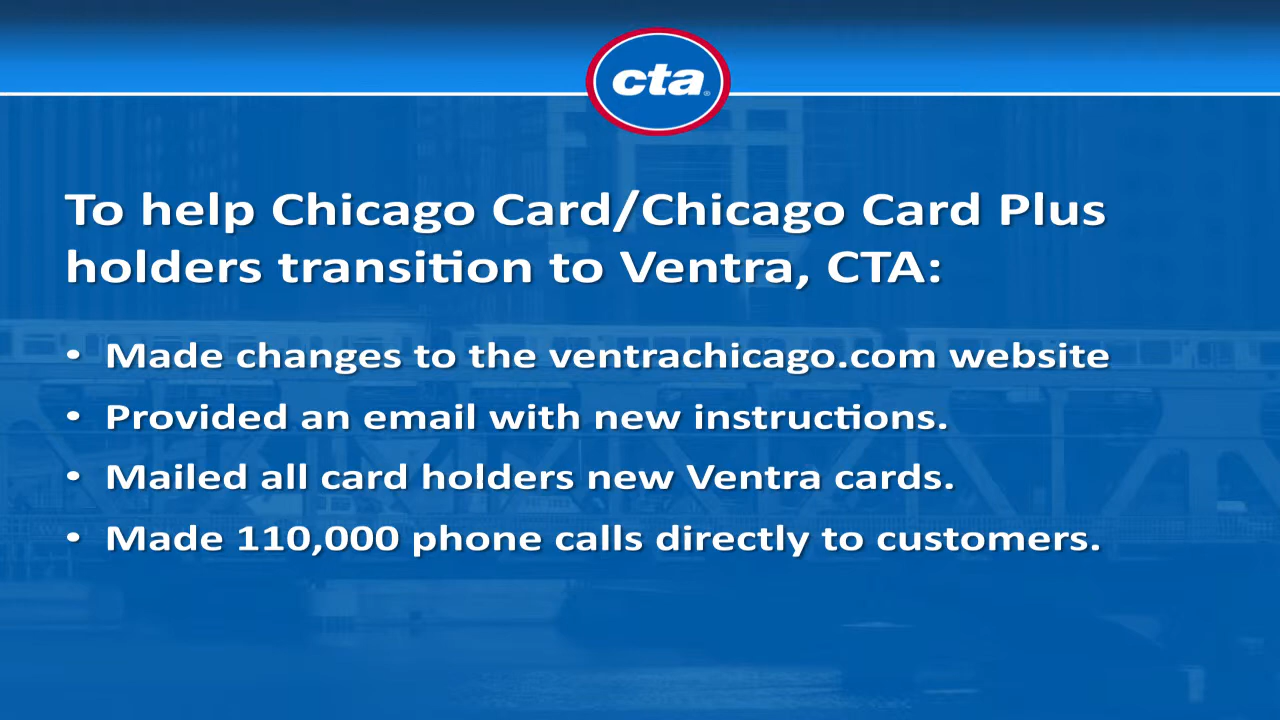 cta
To help Chicago Card/Chicago Card Plus
holders transition to Ventra, CTA:
• Made changes to the ventrachicago.com website
• Provided an email with new instructions.
• Mailed all card holders new Ventra cards.
• Made 110,000 phone calls directly to customers.